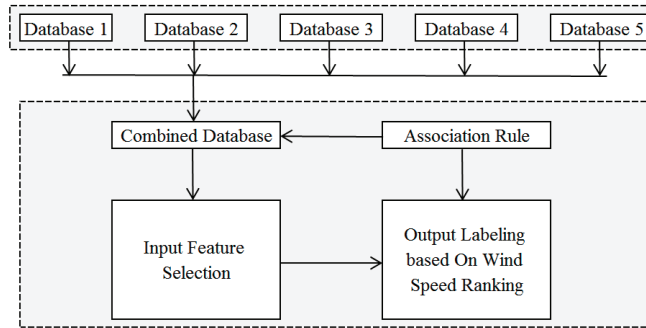 Database 1
Database 2
Database 3
Database 4
Database 5
Combined Database
Association Rule
Input Feature
Selection
Output Labeling
based On Wind
Speed Ranking